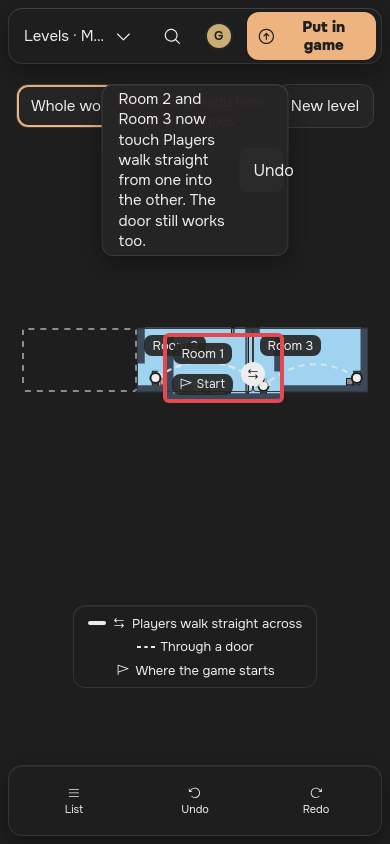 Levels · M...
G
Put in
game
Whole wo
New level
Room 2 and
Room 3 now
touch Players
walk straight
from one into
the other. The
door still works
too.
Undo
Room 1
Room 3
Start
Players walk straight across
Through a door
Where the game starts
List
Undo
Redo